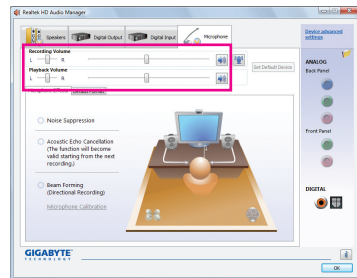 Realtek HD Audio Manager
Speakers
Digital Output
Digital Input
Microphone
Device advanced settings
Recording Volume
L R
Set Default Device
Playback Volume
L R
ANALOG
Back Panel
Noise Suppression
Acoustic Echo Cancellation
(The function will become
valid starting from the next
recording.)
Front Panel
Beam Forming
(Directional Recording)
Microphone Calibration
DIGITAL
GIGABYTE
TECHNOLOGY
i
OK